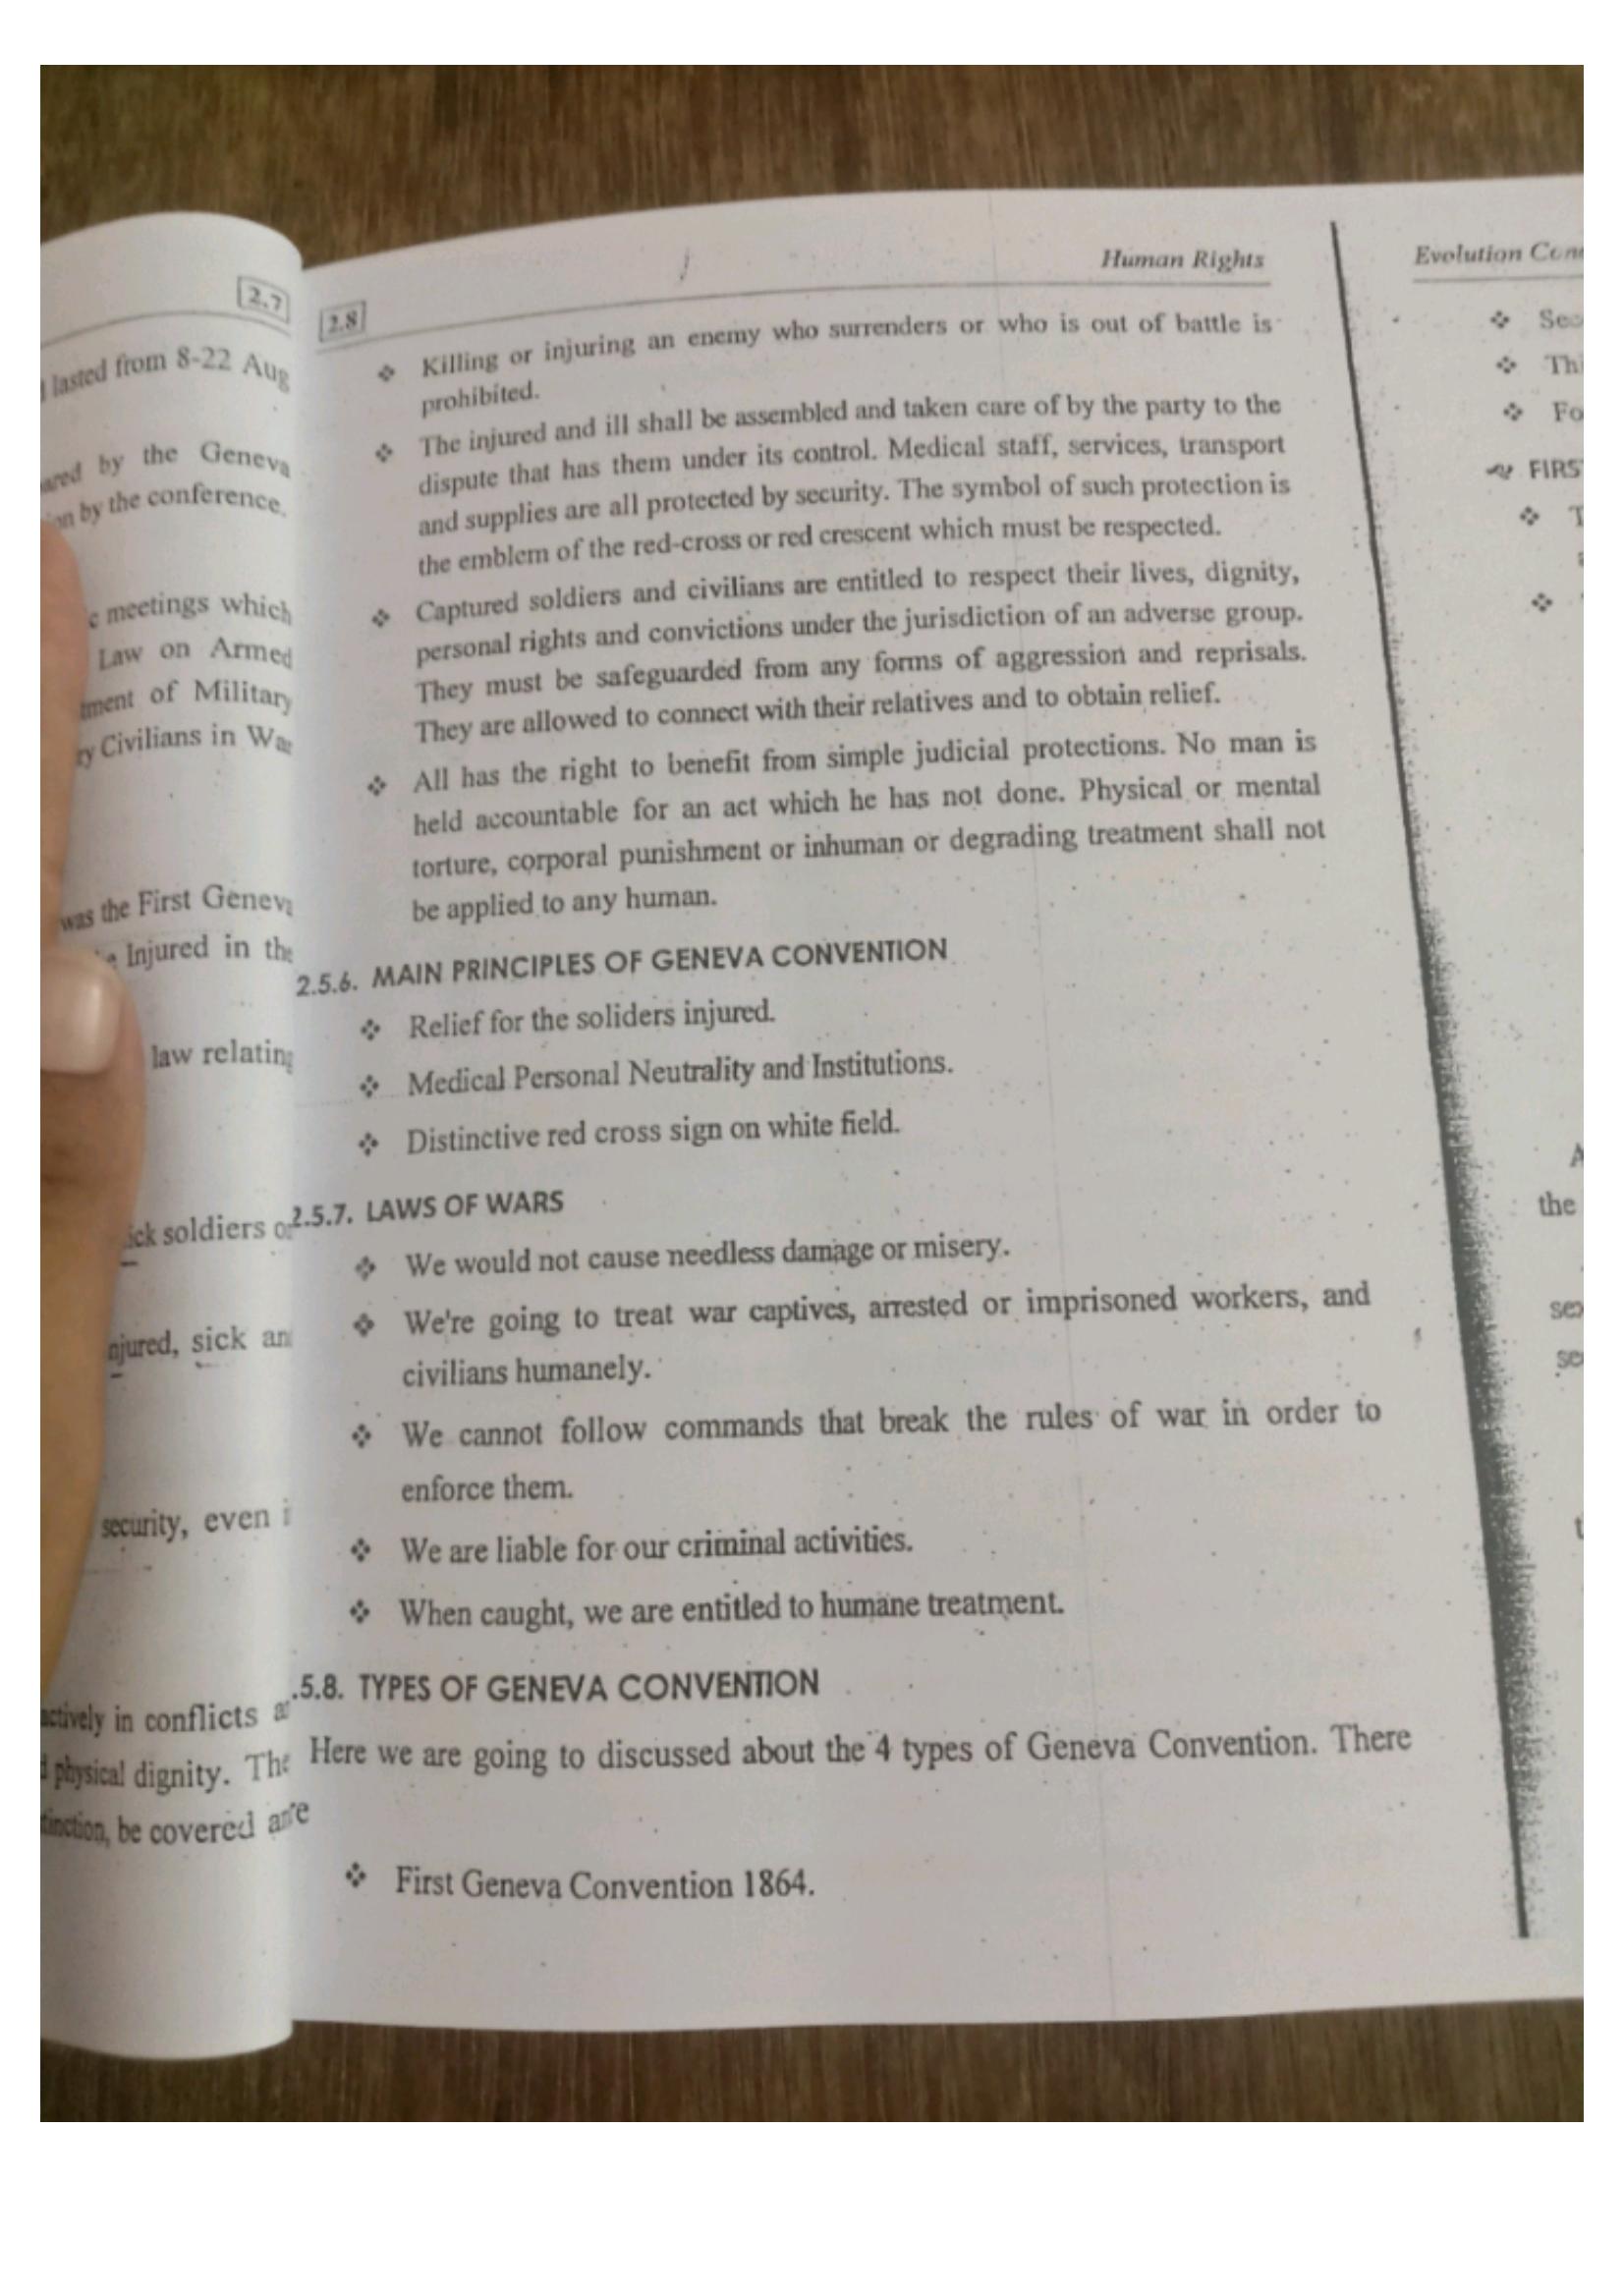 2.7
lasted from 8-22 Aug
by the Geneva
by the conference.
meetings which
Law on Armed
of Military
Civilians in War
was the First Geneva
Injured in the
law relating
soldiers or
sick and
security, even
in conflicts
physical dignity. The
be covered
Human Rights
2.8
❖ Killing or injuring an enemy who surrenders or who is out of battle is
prohibited.
❖ The injured and ill shall be assembled and taken care of by the party to the
dispute that has them under its control. Medical staff, services, transport
and supplies are all protected by security. The symbol of such protection is
the emblem of the red-cross or red crescent which must be respected.
❖ Captured soldiers and civilians are entitled to respect their lives, dignity,
personal rights and convictions under the jurisdiction of an adverse group.
They must be safeguarded from any forms of aggression and reprisals.
They are allowed to connect with their relatives and to obtain relief.
❖ All has the right to benefit from simple judicial protections. No man is
held accountable for an act which he has not done. Physical or mental
torture, corporal punishment or inhuman or degrading treatment shall not
be applied to any human.
2.5.6. MAIN PRINCIPLES OF GENEVA CONVENTION
❖ Relief for the soliders injured.
❖ Medical Personal Neutrality and Institutions.
❖ Distinctive red cross sign on white field.
2.5.7. LAWS OF WARS
❖ We would not cause needless damage or misery.
❖ We're going to treat war captives, arrested or imprisoned workers, and
civilians humanely.
❖ We cannot follow commands that break the rules of war in order to
enforce them.
❖ We are liable for our criminal activities.
❖ When caught, we are entitled to humane treatment.
.5.8. TYPES OF GENEVA CONVENTION
Here we are going to discussed about the 4 types of Geneva Convention. There
are
❖ First Geneva Convention 1864.
Evolution
the